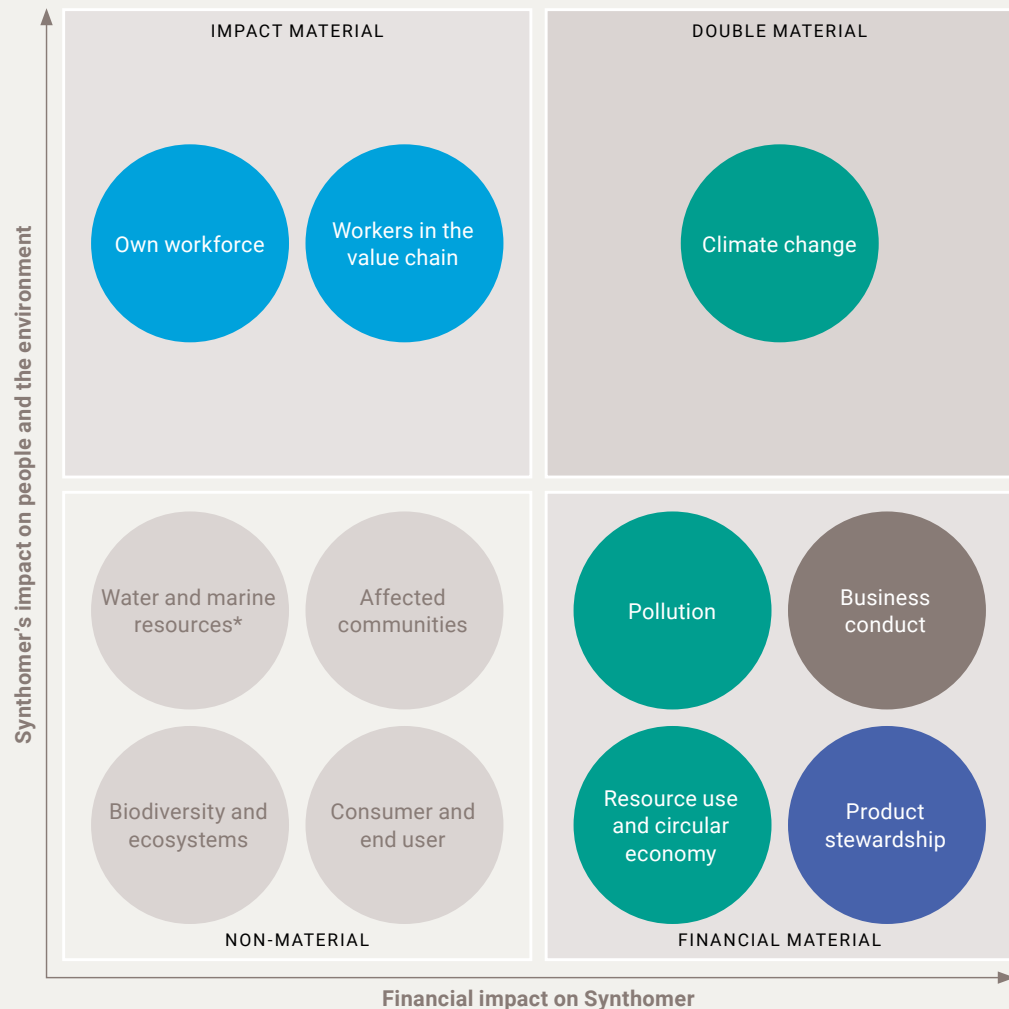 IMPACT MATERIAL
DOUBLE MATERIAL
Synthomer's impact on people and the environment
Own workforce
Workers in the
value chain
Climate change
Water and marine
resources*
Affected
communities
Pollution
Business
conduct
Biodiversity and
ecosystems
Consumer and
end user
Resource use
and circular
economy
Product
stewardship
NON-MATERIAL
FINANCIAL MATERIAL
Financial impact on Synthomer